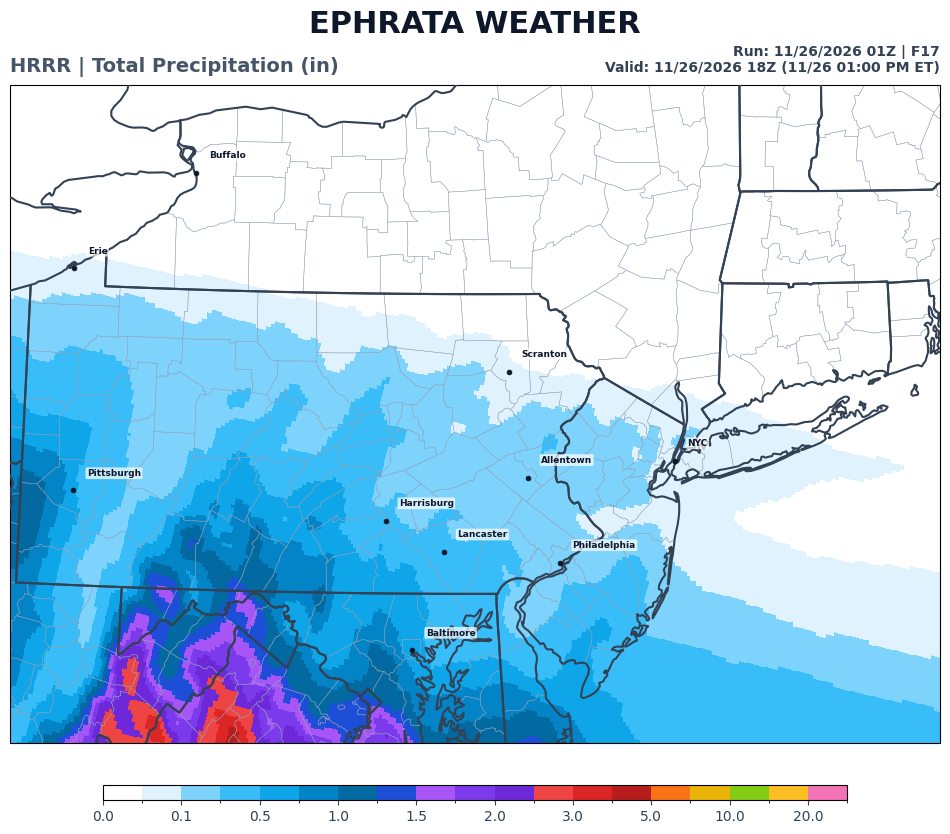 EPHRATA WEATHER
Run: 11/26/2026 01Z | F17
HRRR | Total Precipitation (in)
Valid: 11/26/2026 18Z (11/26 01:00 PM ET)
Buffalo
Erie
Scranton
NYC
Allentown
Pittsburgh
Harrisburg
Lancaster
Philadelphia
Baltimore
0.0 0.1 0.5 1.0 1.5 2.0 3.0 5.0 10.0 20.0